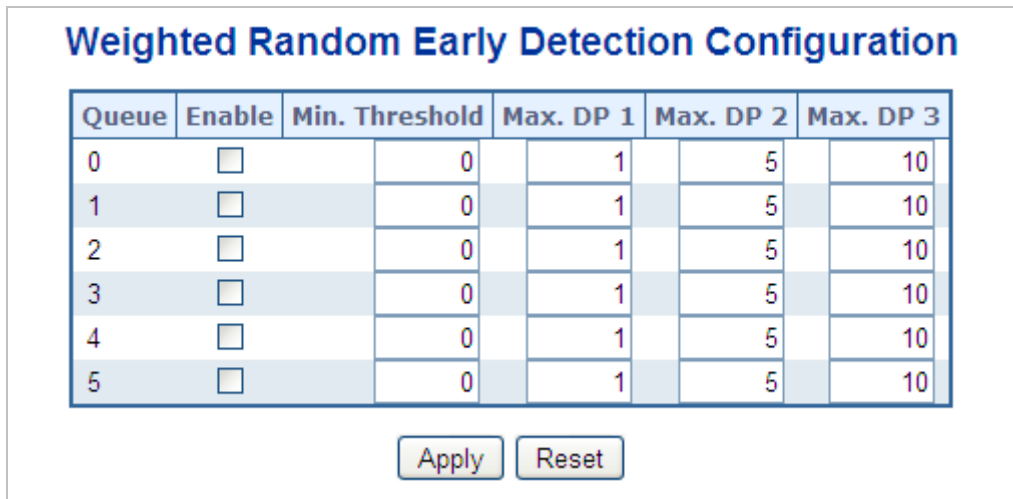 Weighted Random Early Detection Configuration
Queue Enable Min. Threshold Max. DP 1 Max. DP 2 Max. DP 3
0 0 1 5 10
1 0 1 5 10
2 0 1 5 10
3 0 1 5 10
4 0 1 5 10
5 0 1 5 10
Apply Reset